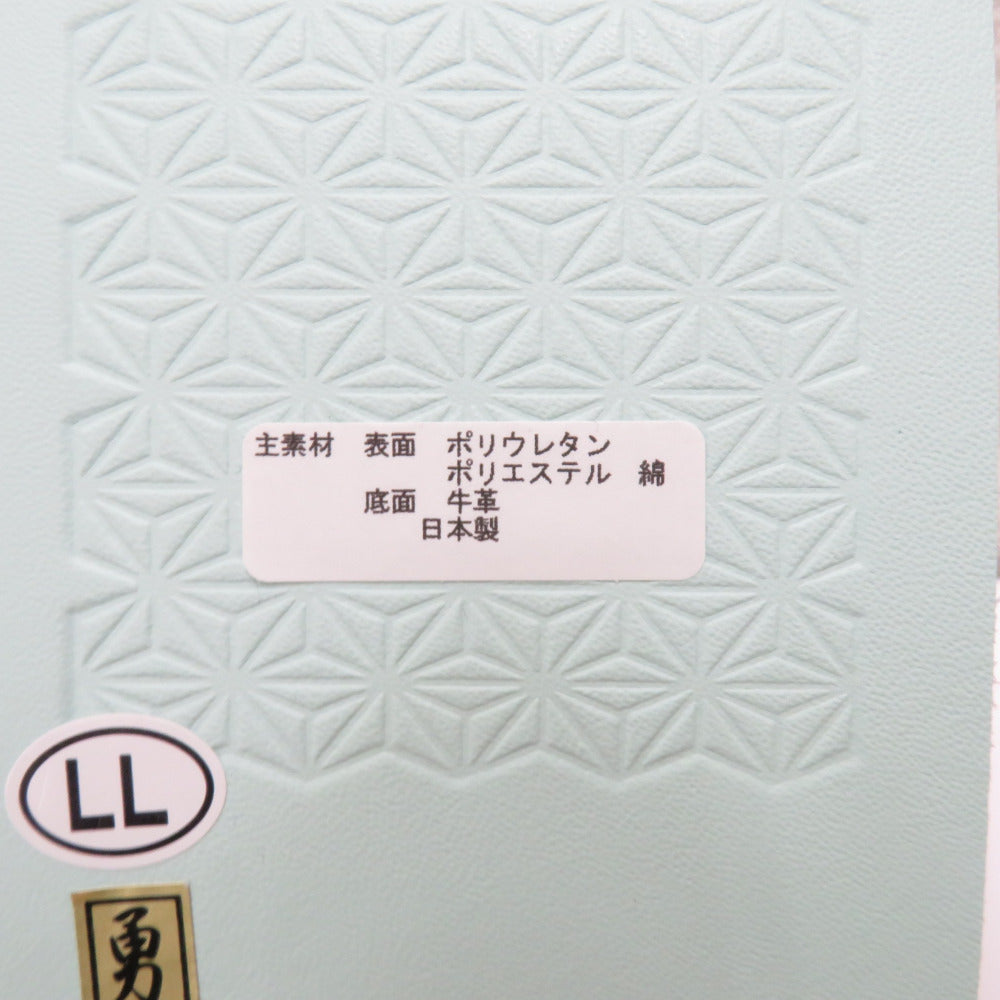 主素材　表面　ポリウレタン
ポリエステル　綿
底面　牛革
日本製
LL
勇